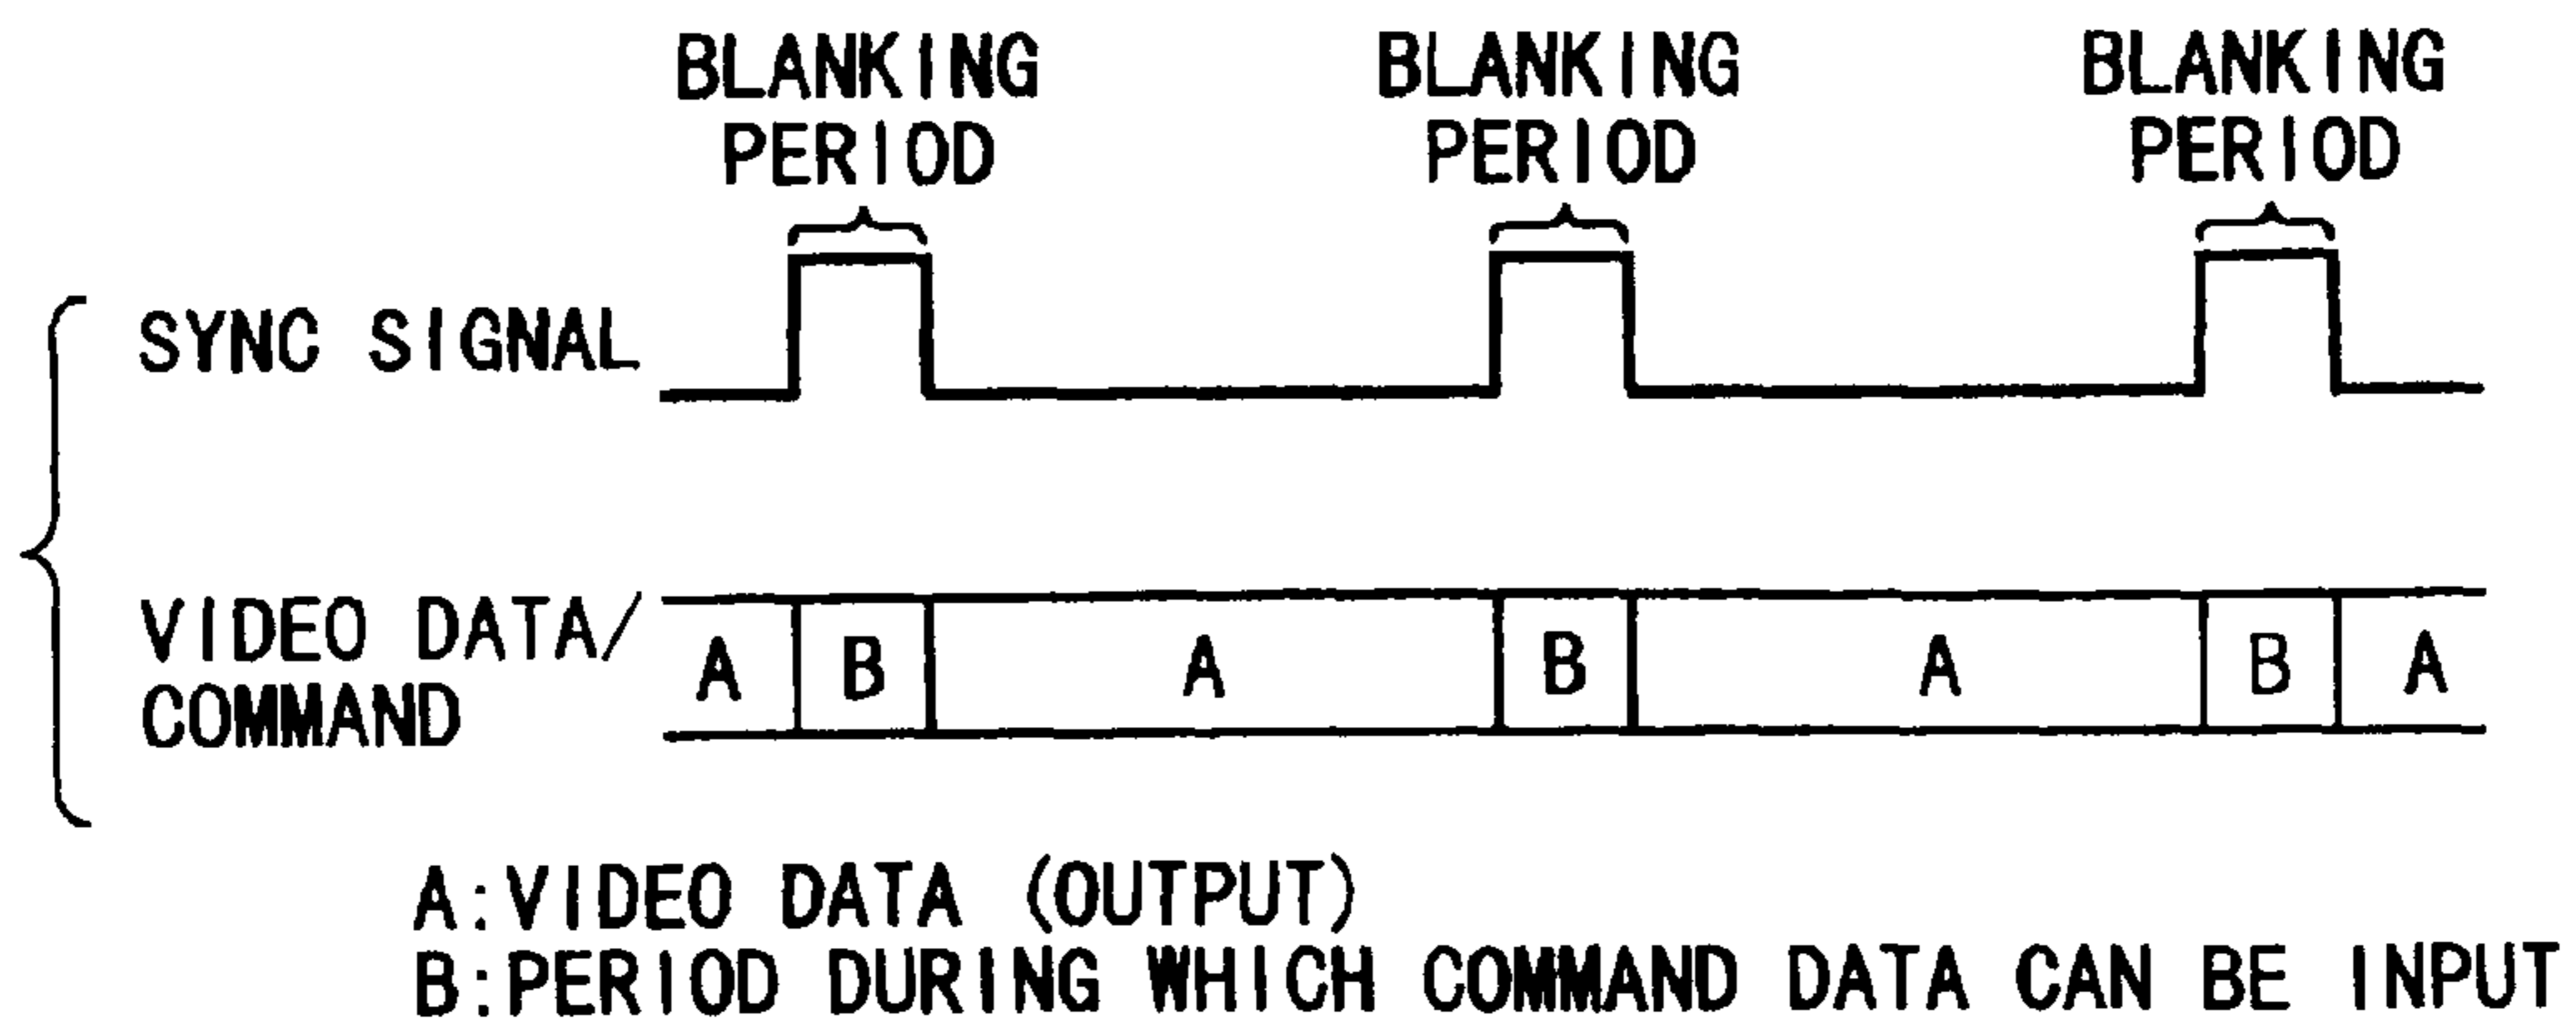 BLANKING PERIOD
BLANKING PERIOD
BLANKING PERIOD
SYNC SIGNAL
VIDEO DATA/
COMMAND
A B A B A B A
A:VIDEO DATA (OUTPUT)
B:PERIOD DURING WHICH COMMAND DATA CAN BE INPUT